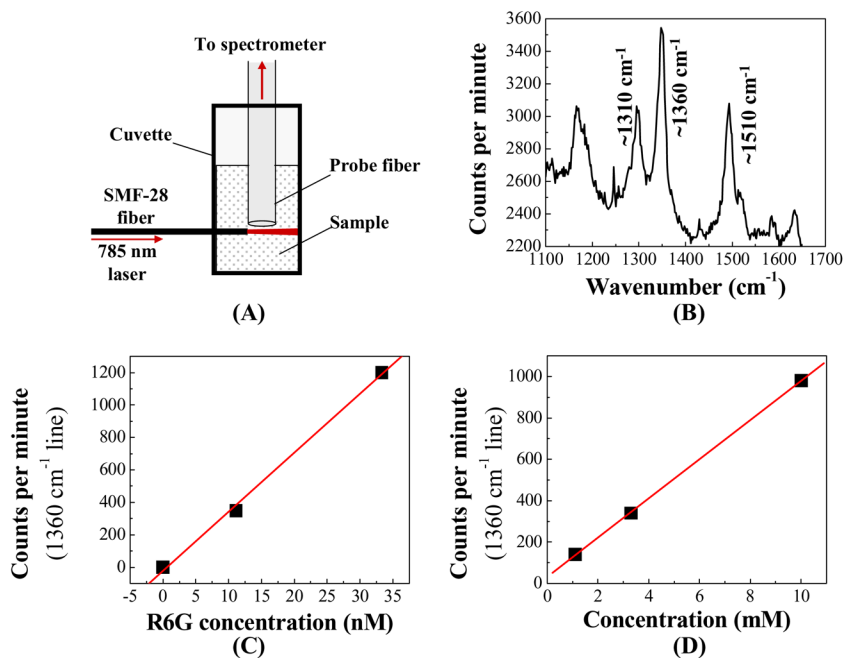 To spectrometer
Cuvette
Probe fiber
SMF-28
fiber
Sample
785 nm
laser
(A)
Counts per minute
3600
3400
3200
3000
2800
2600
2400
2200
~1310 cm⁻¹
~1360 cm⁻¹
~1510 cm⁻¹
1100 1200 1300 1400 1500 1600 1700
Wavenumber (cm⁻¹)
(B)
Counts per minute
(1360 cm⁻¹ line)
1200
1000
800
600
400
200
0
-5 0 5 10 15 20 25 30 35
R6G concentration (nM)
(C)
Counts per minute
(1360 cm⁻¹ line)
1000
800
600
400
200
0
0 2 4 6 8 10
Concentration (mM)
(D)